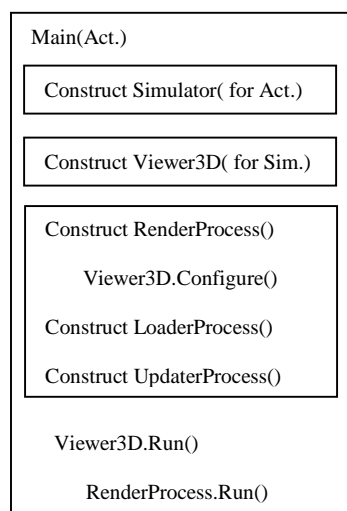 Main(Act.)
Construct Simulator( for Act.)
Construct Viewer3D( for Sim.)
Construct RenderProcess()
Viewer3D.Configure()
Construct LoaderProcess()
Construct UpdaterProcess()
Viewer3D.Run()
RenderProcess.Run()